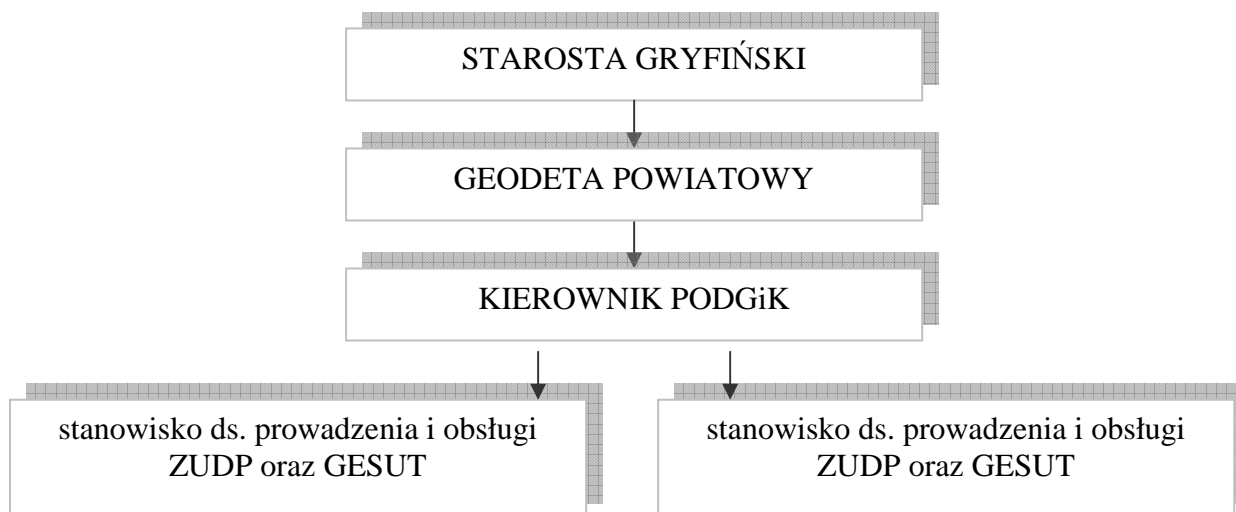 STAROSTA GRYFIŃSKI
GEODETA POWIATOWY
KIEROWNIK PODGiK
stanowisko ds. prowadzenia i obsługi
ZUDP oraz GESUT
stanowisko ds. prowadzenia i obsługi
ZUDP oraz GESUT